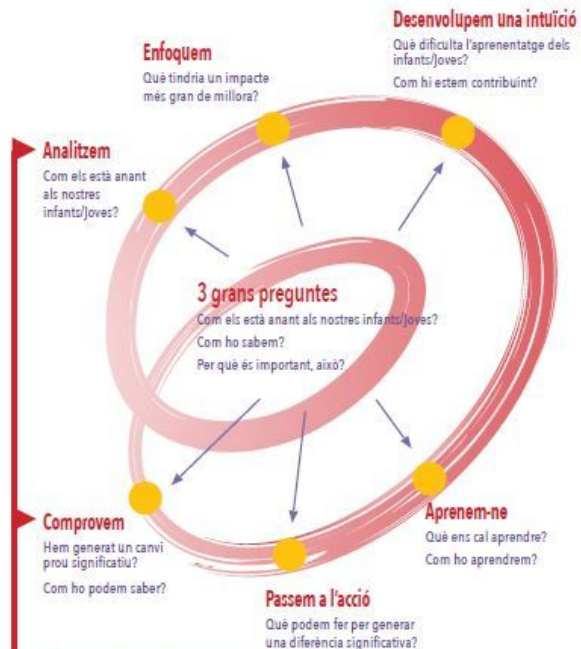 Desenvolupem una intuïció
Què dificulta l'aprenentatge dels
infants/Joves?
Com hi estem contribuint?
Enfoquem
Què tindria un impacte
més gran de millora?
Analitzem
Com els està anant
als nostres
infants/Joves?
3 grans preguntes
Com els està anant als nostres infants/Joves?
Com ho sabem?
Per què és important, això?
Aprenem-ne
Què ens cal aprendre?
Com ho aprendrem?
Comprovem
Hem generat un canvi
prou significatiu?
Com ho podem saber?
Passem a l'acció
Què podem fer per generar
una diferència significativa?